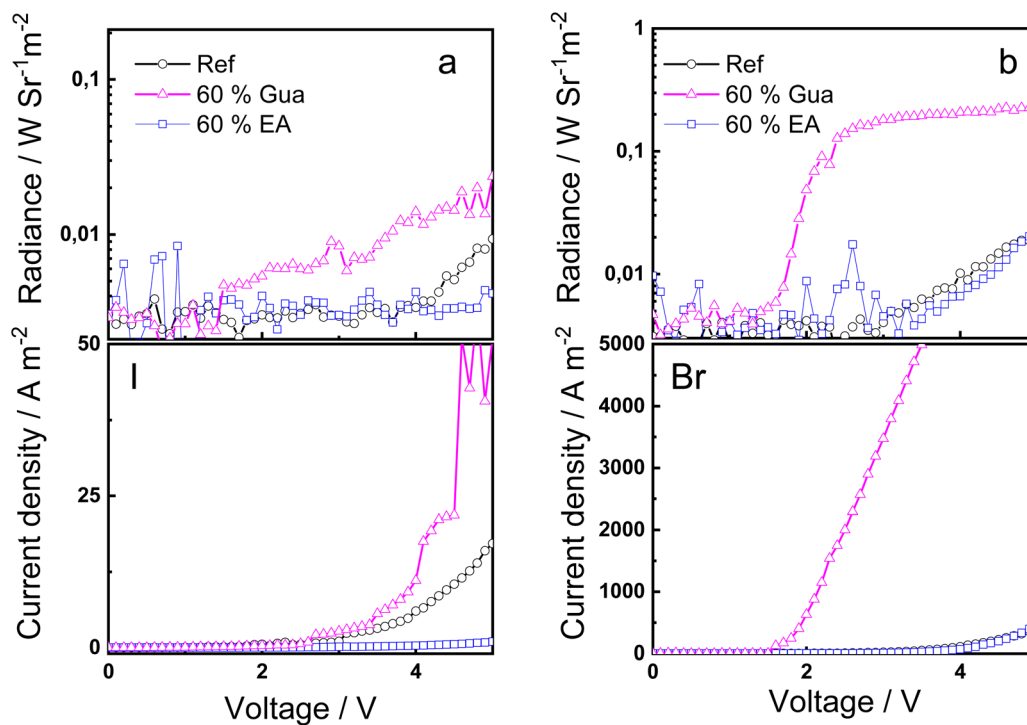 a
Ref
60 % Gua
60 % EA
0,1
0,01
Radiance / W Sr⁻¹m⁻²
I
50
25
0
Current density / A m⁻²
0 2 4
Voltage / V
b
Ref
60 % Gua
60 % EA
1
0,1
0,01
Radiance / W Sr⁻¹m⁻²
Br
5000
4000
3000
2000
1000
0
Current density / A m⁻²
0 2 4
Voltage / V